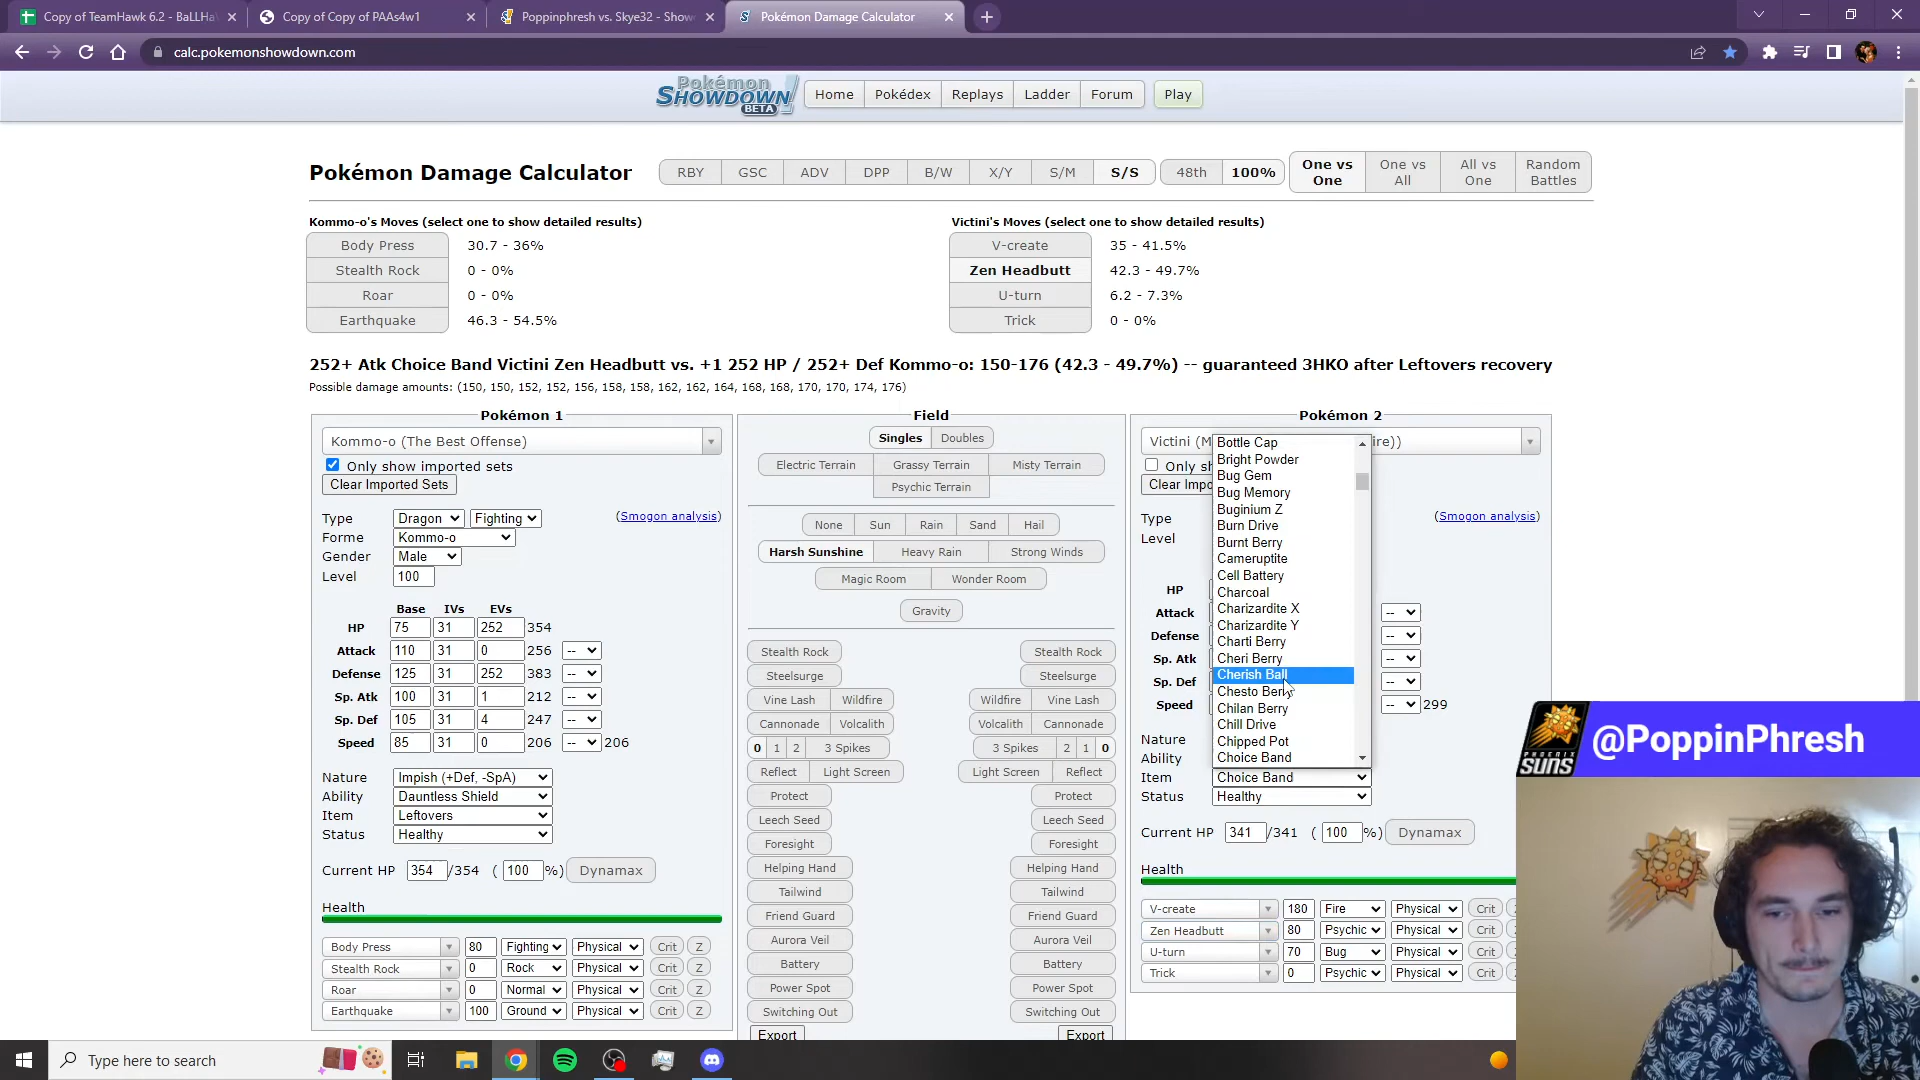 Copy of TeamHawk 6.2 - BaLLHa
Copy of Copy of PAAs4w1
Poppinphresh vs. Skye32 - Show
Pokémon Damage Calculator
calc.pokemonshowdown.com
Pokémon
SHOWDOWN!
BETA
Home
Pokédex
Replays
Ladder
Forum
Play
Pokémon Damage Calculator
RBY
GSC
ADV
DPP
B/W
X/Y
S/M
S/S
48th
100%
One vs
One
One vs
All
All vs
One
Random
Battles
Kommo-o's Moves (select one to show detailed results)
Body Press 30.7 - 36%
Stealth Rock 0 - 0%
Roar 0 - 0%
Earthquake 46.3 - 54.5%
Victini's Moves (select one to show detailed results)
V-create 35 - 41.5%
Zen Headbutt 42.3 - 49.7%
U-turn 6.2 - 7.3%
Trick 0 - 0%
252+ Atk Choice Band Victini Zen Headbutt vs. +1 252 HP / 252+ Def Kommo-o: 150-176 (42.3 - 49.7%) -- guaranteed 3HKO after Leftovers recovery
Possible damage amounts: (150, 150, 152, 152, 156, 158, 158, 162, 162, 164, 168, 168, 170, 170, 174, 176)
Pokémon 1
Kommo-o (The Best Offense)
Only show imported sets
Clear Imported Sets
Type Dragon Fighting (Smogon analysis)
Forme Kommo-o
Gender Male
Level 100
Base IVs EVs
HP 75 31 252 354
Attack 110 31 0 256 --
Defense 125 31 252 383 --
Sp. Atk 100 31 1 212 --
Sp. Def 105 31 4 247 --
Speed 85 31 0 206 -- 206
Nature Impish (+Def, -SpA)
Ability Dauntless Shield
Item Leftovers
Status Healthy
Current HP 354 /354 ( 100 %) Dynamax
Health
Body Press 80 Fighting Physical Crit Z
Stealth Rock 0 Rock Physical Crit Z
Roar 0 Normal Physical Crit Z
Earthquake 100 Ground Physical Crit Z
Field
Singles Doubles
Electric Terrain Grassy Terrain Misty Terrain
Psychic Terrain
None Sun Rain Sand Hail
Harsh Sunshine Heavy Rain Strong Winds
Magic Room Wonder Room
Gravity
Stealth Rock Stealth Rock
Steelsurge Steelsurge
Vine Lash Wildfire Wildfire Vine Lash
Cannonade Volcalith Volcalith Cannonade
0 1 2 3 Spikes 3 Spikes 2 1 0
Reflect Light Screen Light Screen Reflect
Protect Protect
Leech Seed Leech Seed
Foresight Foresight
Helping Hand Helping Hand
Tailwind Tailwind
Friend Guard Friend Guard
Aurora Veil Aurora Veil
Battery Battery
Power Spot Power Spot
Switching Out Switching Out
Export Export
Pokémon 2
Victini (M
ire))
Only sh
Clear Impo
Type (Smogon analysis)
Level
HP
Attack --
Defense --
Sp. Atk --
Sp. Def --
Speed -- 299
Nature
Ability
Bottle Cap
Bright Powder
Bug Gem
Bug Memory
Buginium Z
Burn Drive
Burnt Berry
Cameruptite
Cell Battery
Charcoal
Charizardite X
Charizardite Y
Charti Berry
Cheri Berry
Cherish Ball
Chesto Berry
Chilan Berry
Chill Drive
Chipped Pot
Choice Band
Item Choice Band
Status Healthy
Current HP 341 /341 ( 100 %) Dynamax
Health
V-create 180 Fire Physical Crit
Zen Headbutt 80 Psychic Physical Crit
U-turn 70 Bug Physical Crit
Trick 0 Psychic Physical Crit
PHOENIX
SUNS
@PoppinPhresh
Type here to search